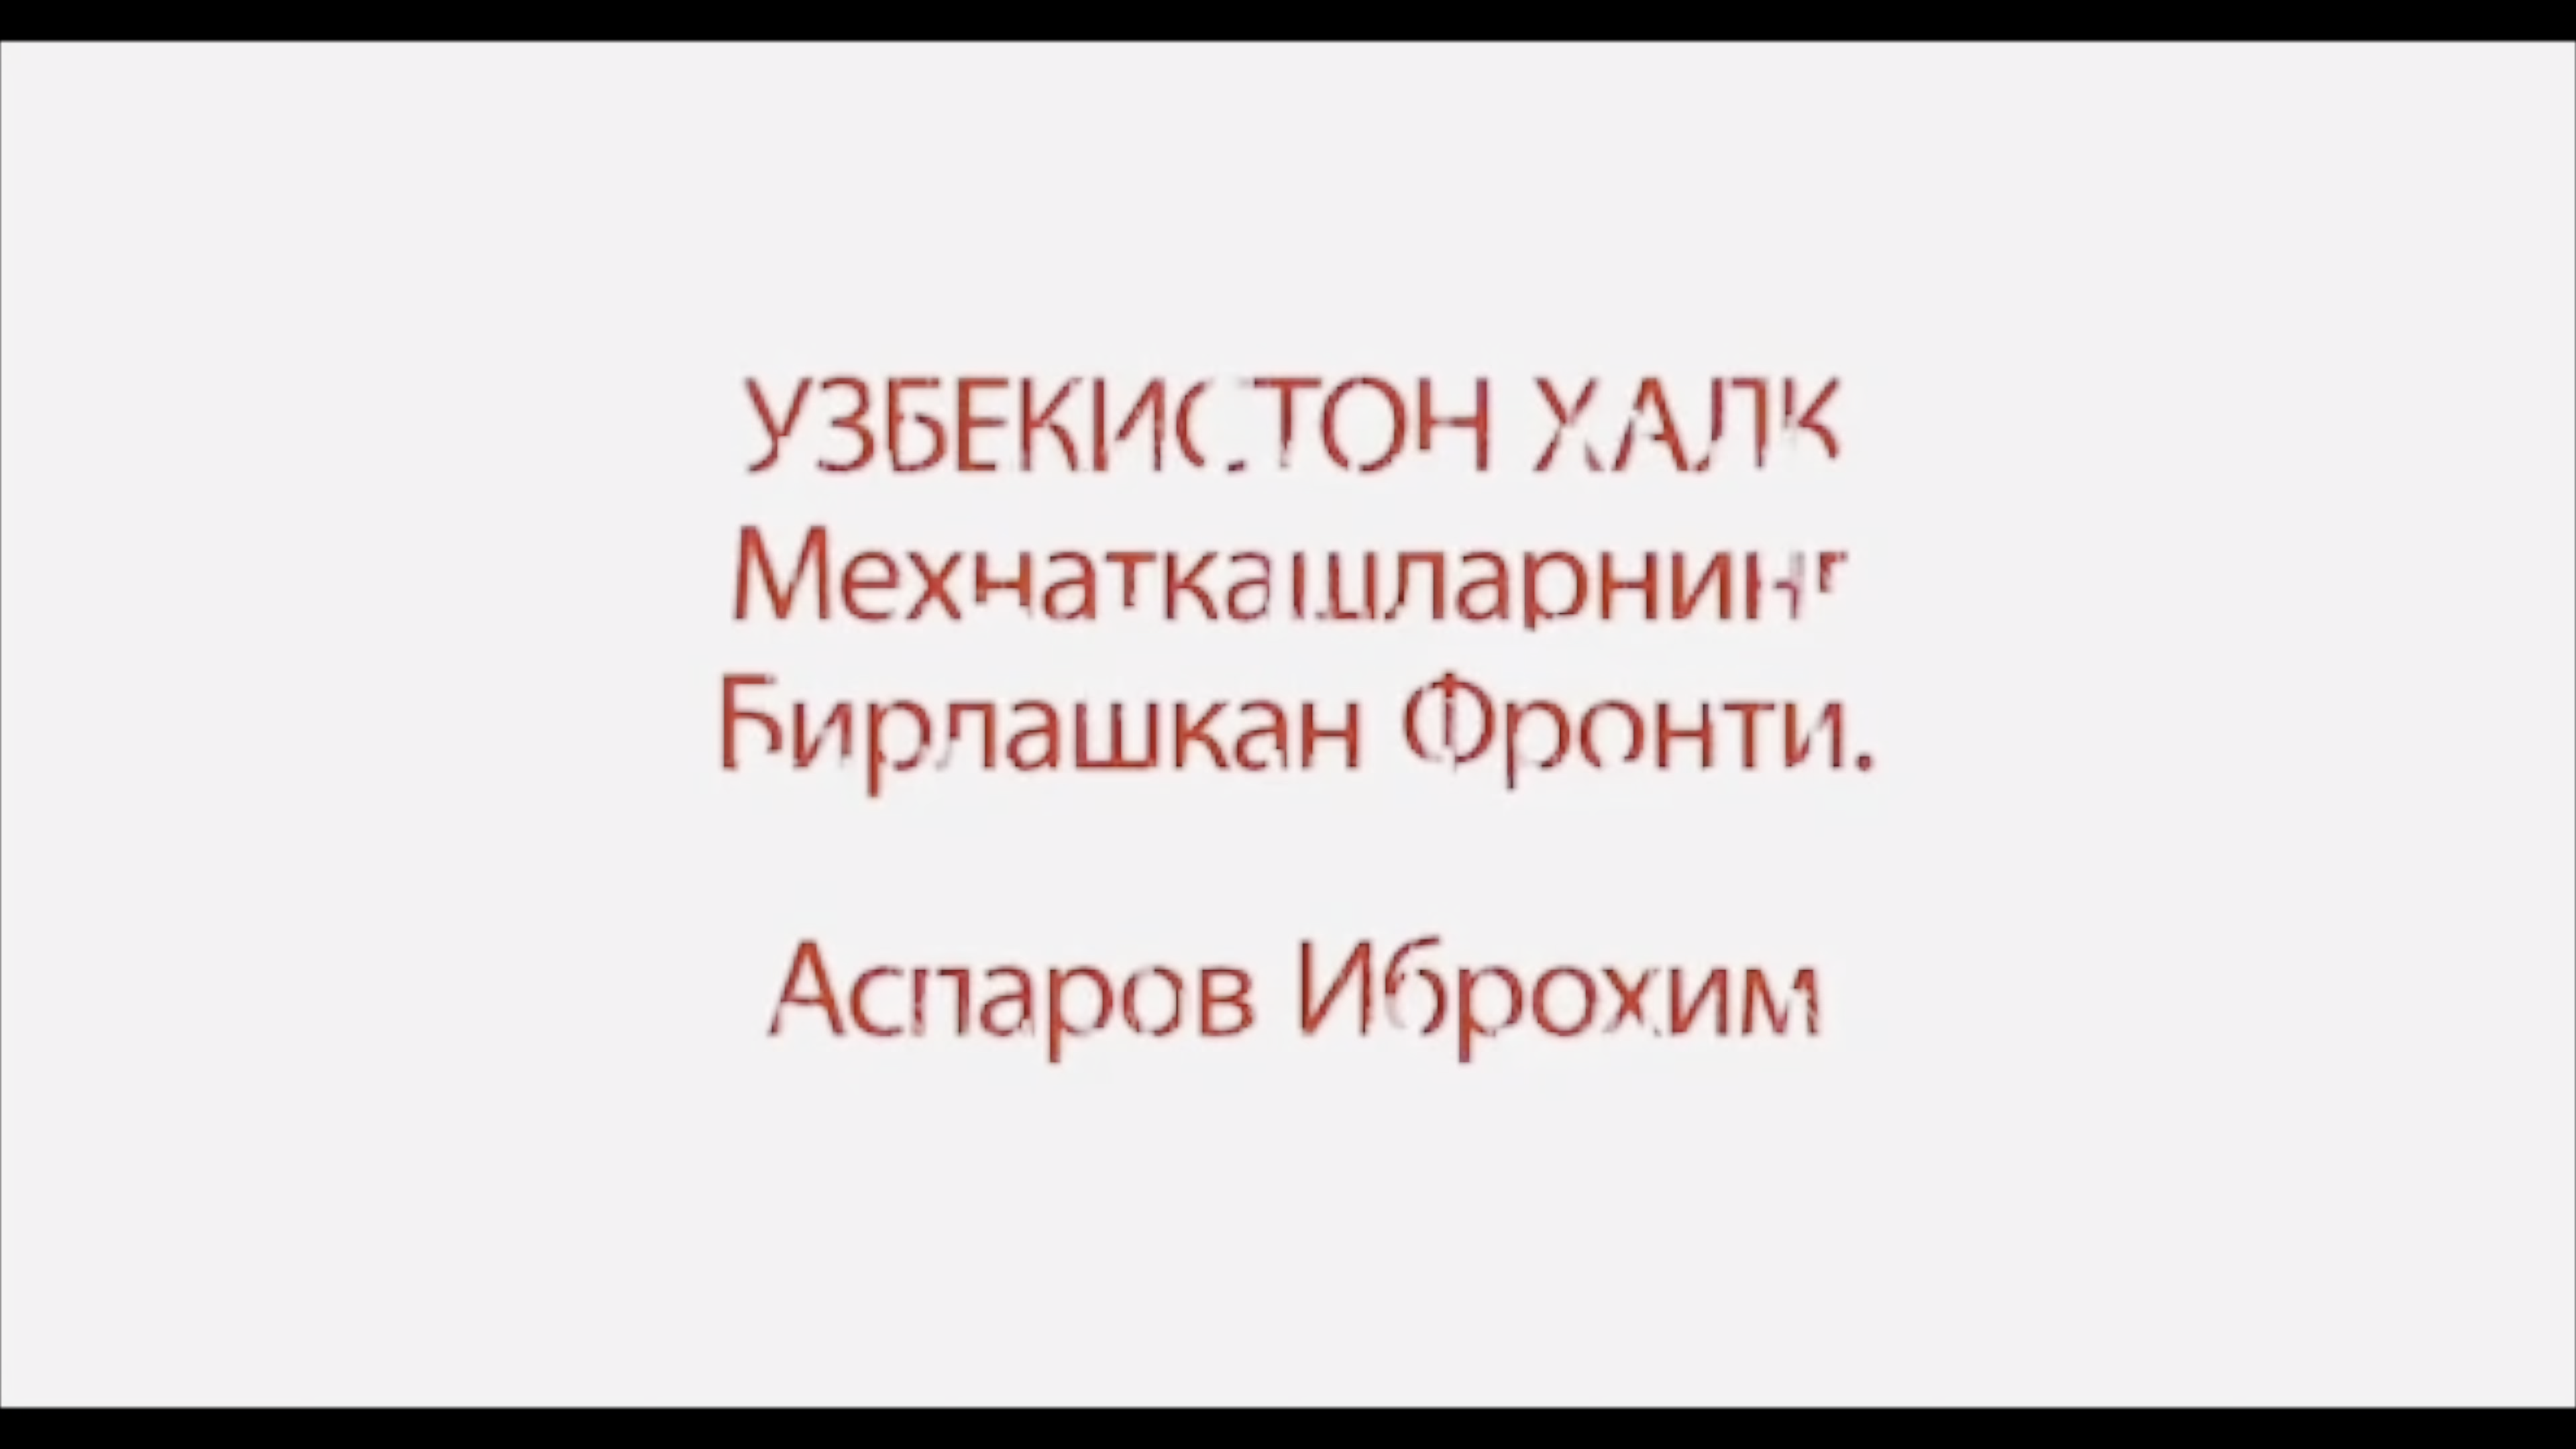 УЗБЕКИСТОН ХАЛК
Мехнаткашларнинг
Бирлашкан Фронти.
Аспаров Иброхим